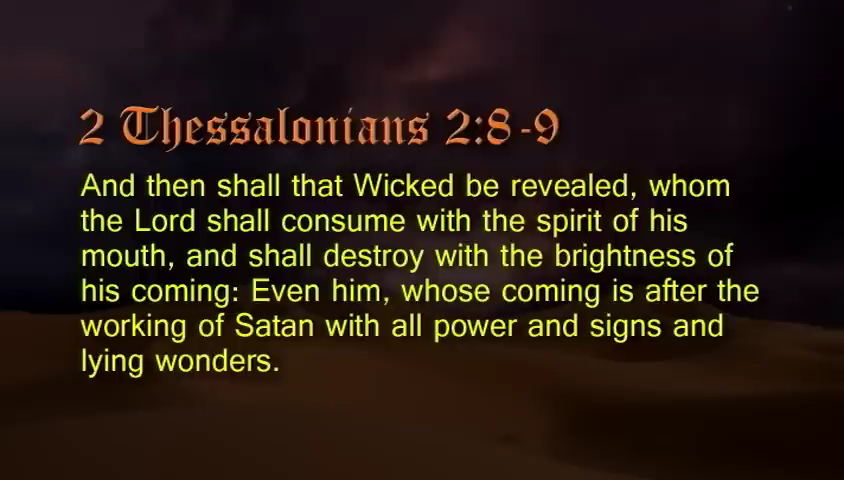 2 Thessalonians 2:8-9
And then shall that Wicked be revealed, whom
the Lord shall consume with the spirit of his
mouth, and shall destroy with the brightness of
his coming: Even him, whose coming is after the
working of Satan with all power and signs and
lying wonders.